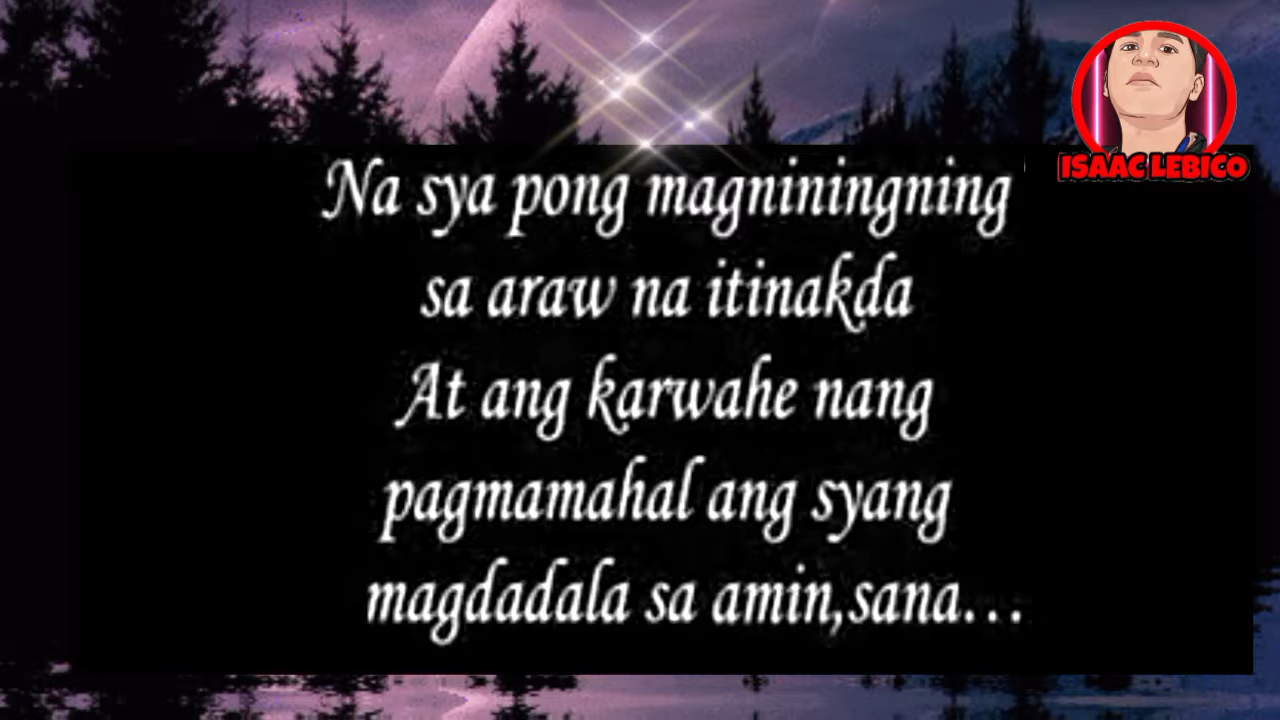 ISAAC LEBICO
Na sya pong magniningning
sa araw na itinakda
At ang karwahe nang
pagmamahal ang syang
magdadala sa amin,sana...